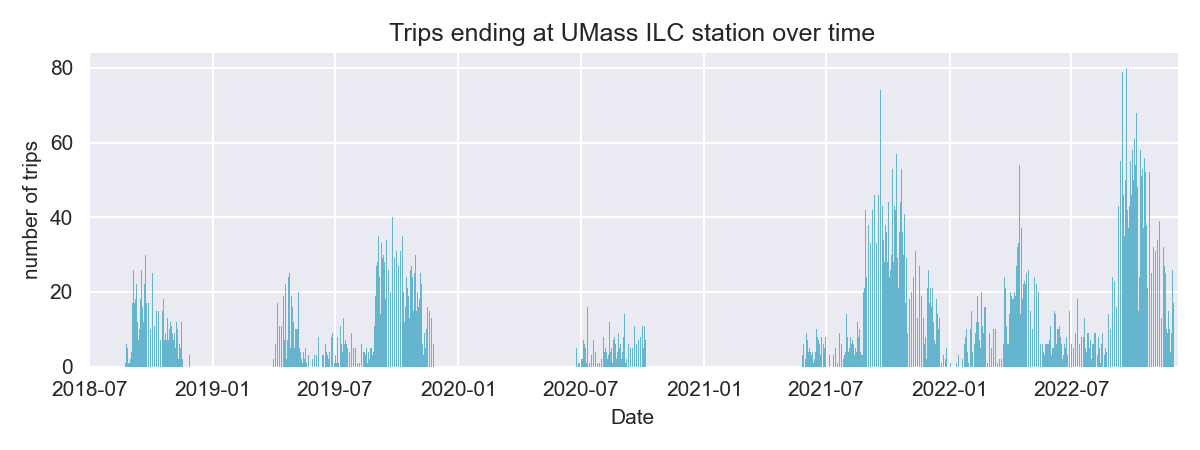 Trips ending at UMass ILC station over time
number of trips
80
60
40
20
0
2018-07 2019-01 2019-07 2020-01 2020-07 2021-01 2021-07 2022-01 2022-07
Date